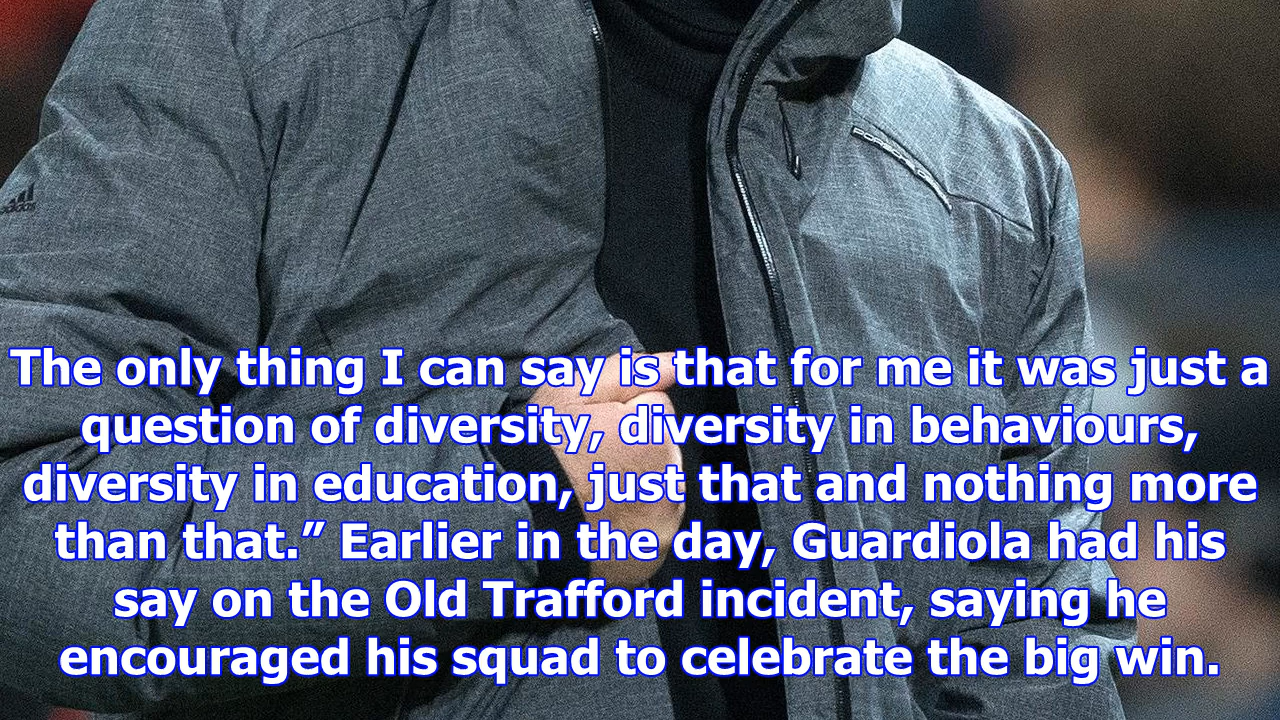 adidas
PORSCHE
The only thing I can say is that for me it was just a
question of diversity, diversity in behaviours,
diversity in education, just that and nothing more
than that.” Earlier in the day, Guardiola had his
say on the Old Trafford incident, saying he
encouraged his squad to celebrate the big win.